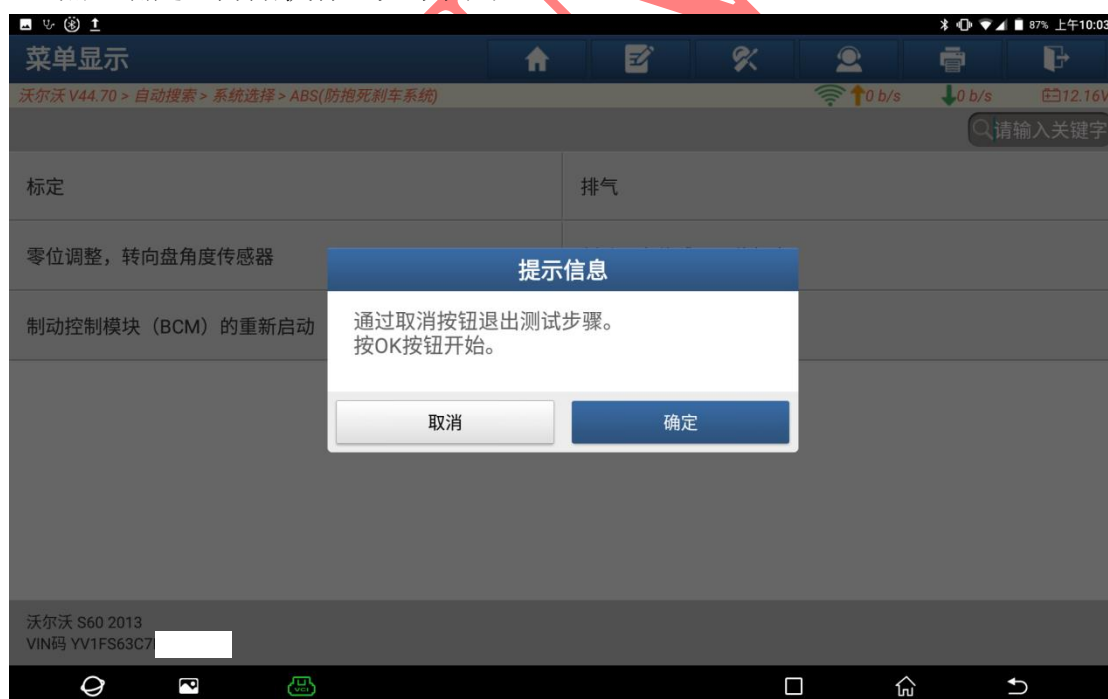 87% 上午10:03
菜单显示
沃尔沃 V44.70 > 自动搜索 > 系统选择 > ABS(防抱死刹车系统)
0 b/s
0 b/s
12.16V
请输入关键字
标定
排气
零位调整，转向盘角度传感器
制动控制模块（BCM）的重新启动
提示信息
通过取消按钮退出测试步骤。
按OK按钮开始。
取消
确定
沃尔沃 S60 2013
VIN码 YV1FS63C7
VCI